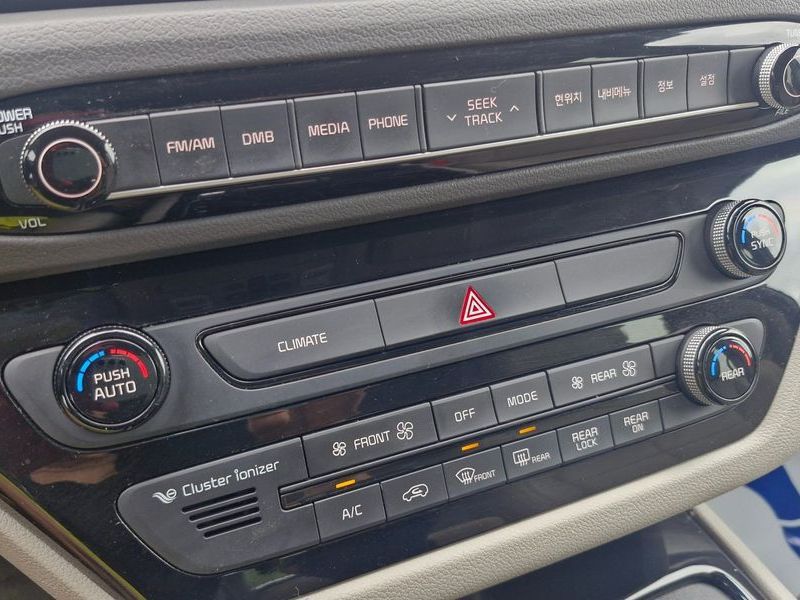 POWER
PUSH
VOL
FM/AM
DMB
MEDIA
PHONE
SEEK
TRACK
현위치
내비메뉴
정보
설정
TUNE
FILE
CLIMATE
PUSH
SYNC
PUSH
AUTO
FRONT
OFF
MODE
REAR
REAR
Cluster ionizer
A/C
FRONT
REAR
REAR
LOCK
REAR
ON